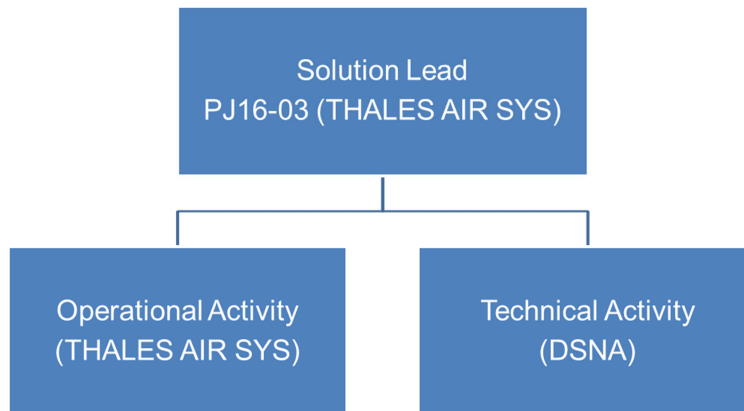 Solution Lead
PJ16-03 (THALES AIR SYS)
Operational Activity
(THALES AIR SYS)
Technical Activity
(DSNA)